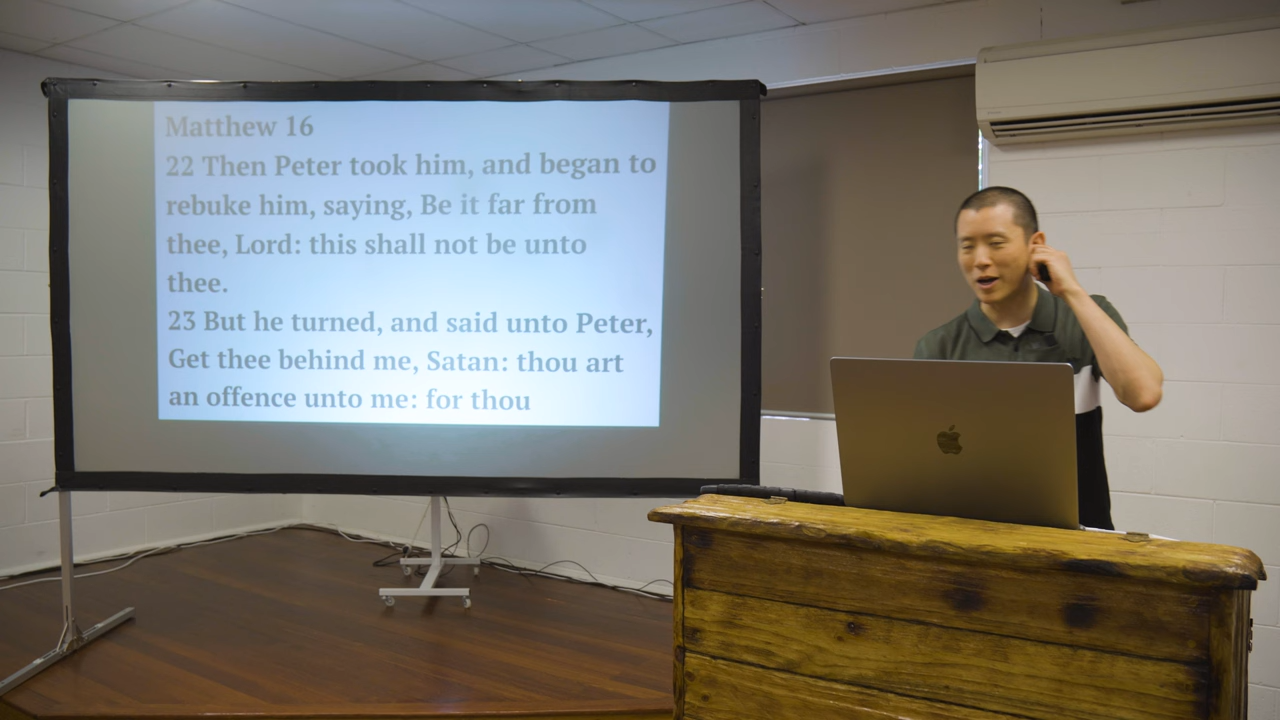 Matthew 16
22 Then Peter took him, and began to
rebuke him, saying, Be it far from
thee, Lord: this shall not be unto
thee.
23 But he turned, and said unto Peter,
Get thee behind me, Satan: thou art
an offence unto me: for thou